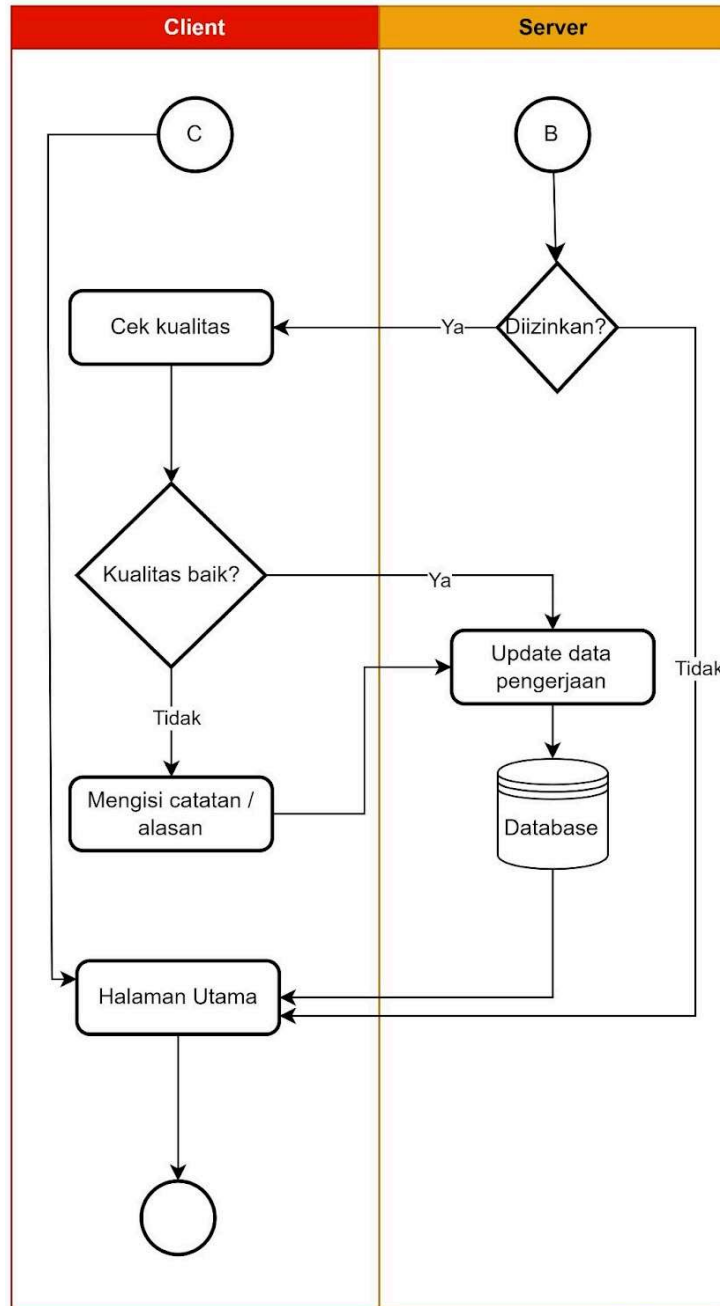 Client
Server
C
B
Cek kualitas
Ya
Diizinkan?
Kualitas baik?
Ya
Update data
pengerjaan
Tidak
Tidak
Mengisi catatan /
alasan
Database
Halaman Utama